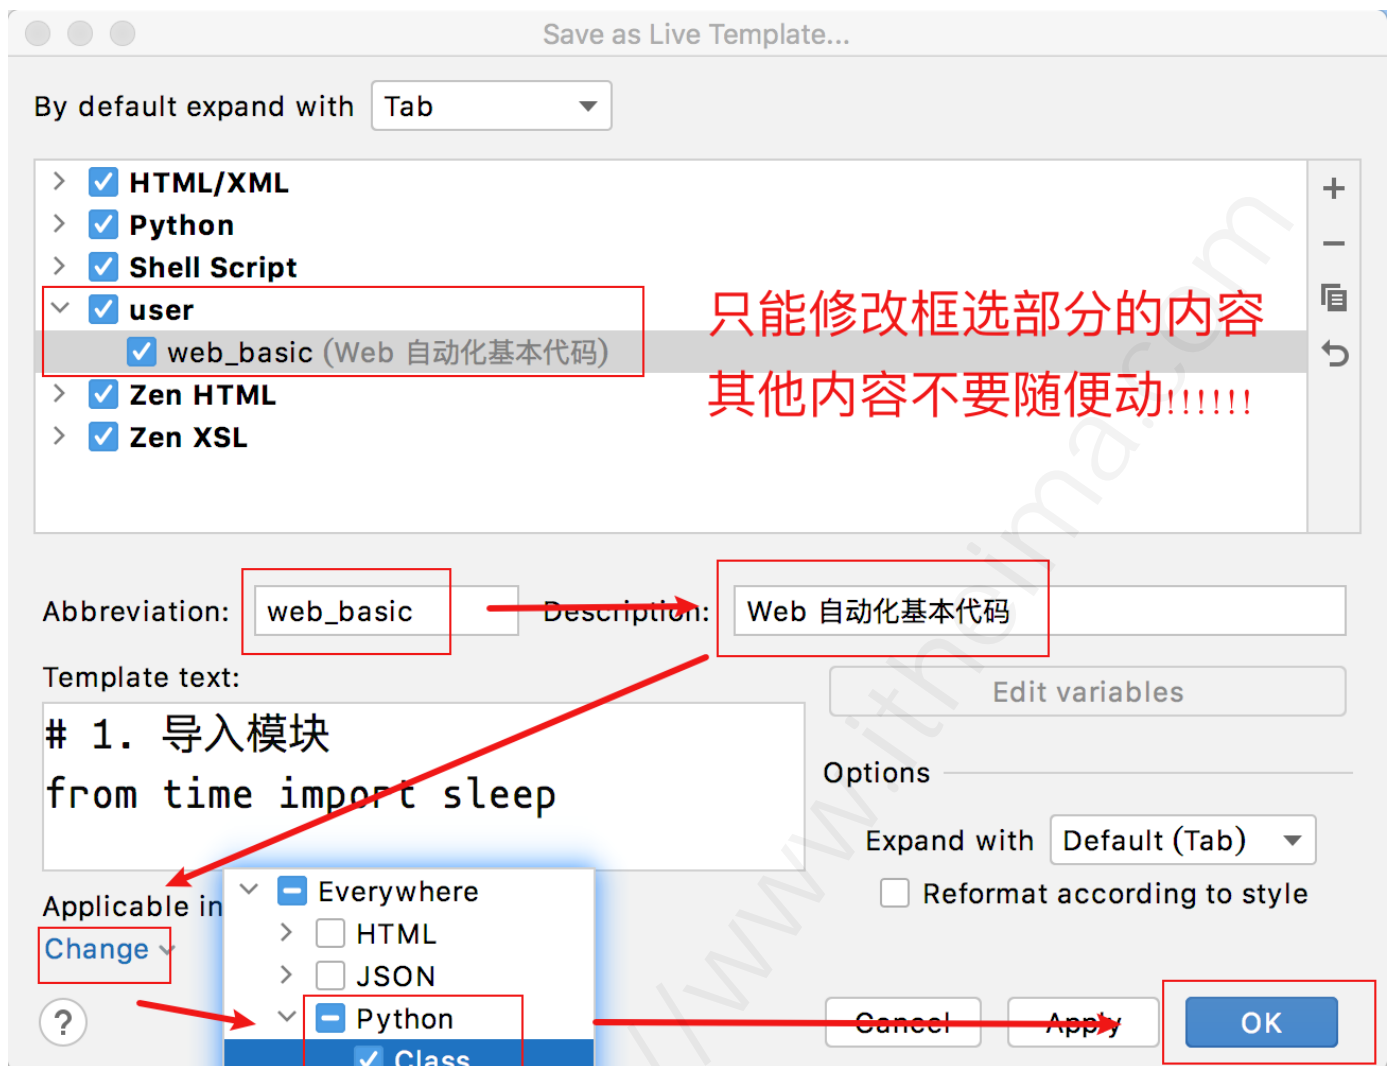 Save as Live Template...
By default expand with Tab
HTML/XML
Python
Shell Script
user
web_basic (Web 自动化基本代码)
Zen HTML
Zen XSL
只能修改框选部分的内容
其他内容不要随便动!!!!!!
Abbreviation: web_basic Description: Web 自动化基本代码
Template text:
Edit variables
# 1. 导入模块
from time import sleep
Options
Expand with Default (Tab)
Reformat according to style
Applicable in
Change
Everywhere
HTML
JSON
Python
Class
? Cancel Apply OK
//www.itheima.com